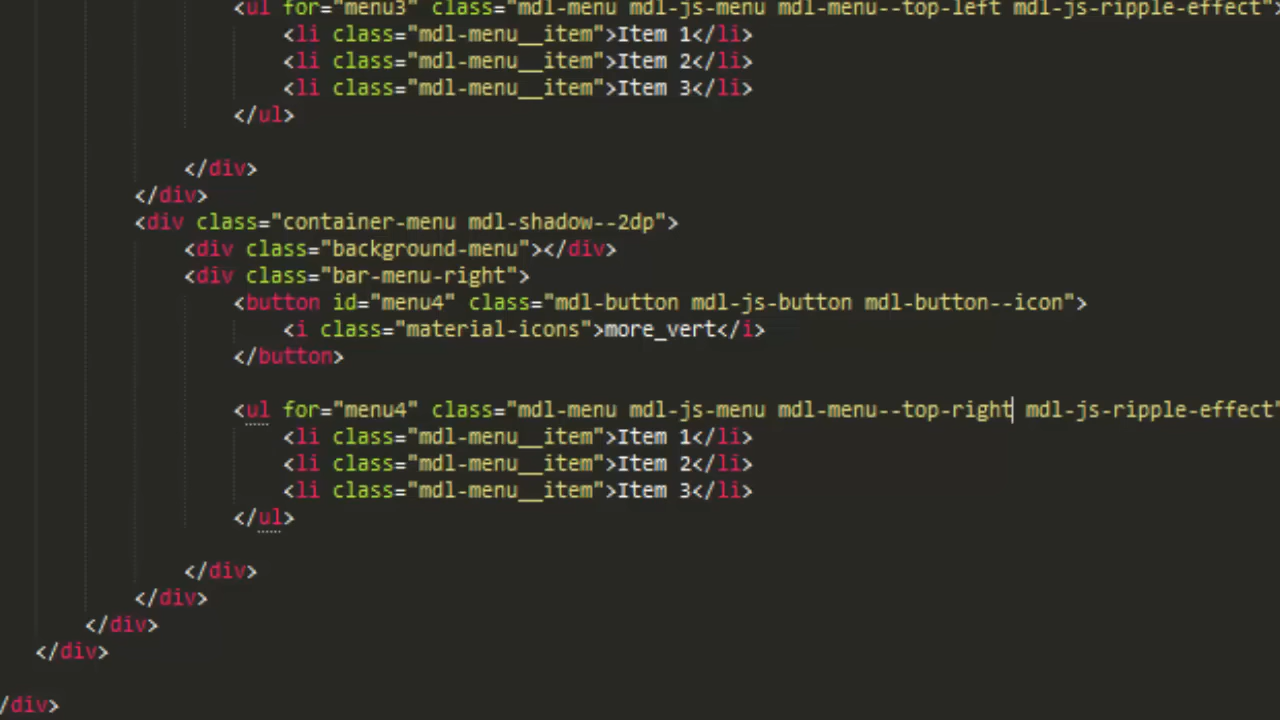 <ul for="menu3" class="mdl-menu mdl-js-menu mdl-menu--top-left mdl-js-ripple-effect">
<li class="mdl-menu__item">Item 1</li>
<li class="mdl-menu__item">Item 2</li>
<li class="mdl-menu__item">Item 3</li>
</ul>
</div>
</div>
<div class="container-menu mdl-shadow--2dp">
<div class="background-menu"></div>
<div class="bar-menu-right">
<button id="menu4" class="mdl-button mdl-js-button mdl-button--icon">
<i class="material-icons">more_vert</i>
</button>
<ul for="menu4" class="mdl-menu mdl-js-menu mdl-menu--top-right mdl-js-ripple-effect"
<li class="mdl-menu__item">Item 1</li>
<li class="mdl-menu__item">Item 2</li>
<li class="mdl-menu__item">Item 3</li>
</ul>
</div>
</div>
</div>
</div>
/div>